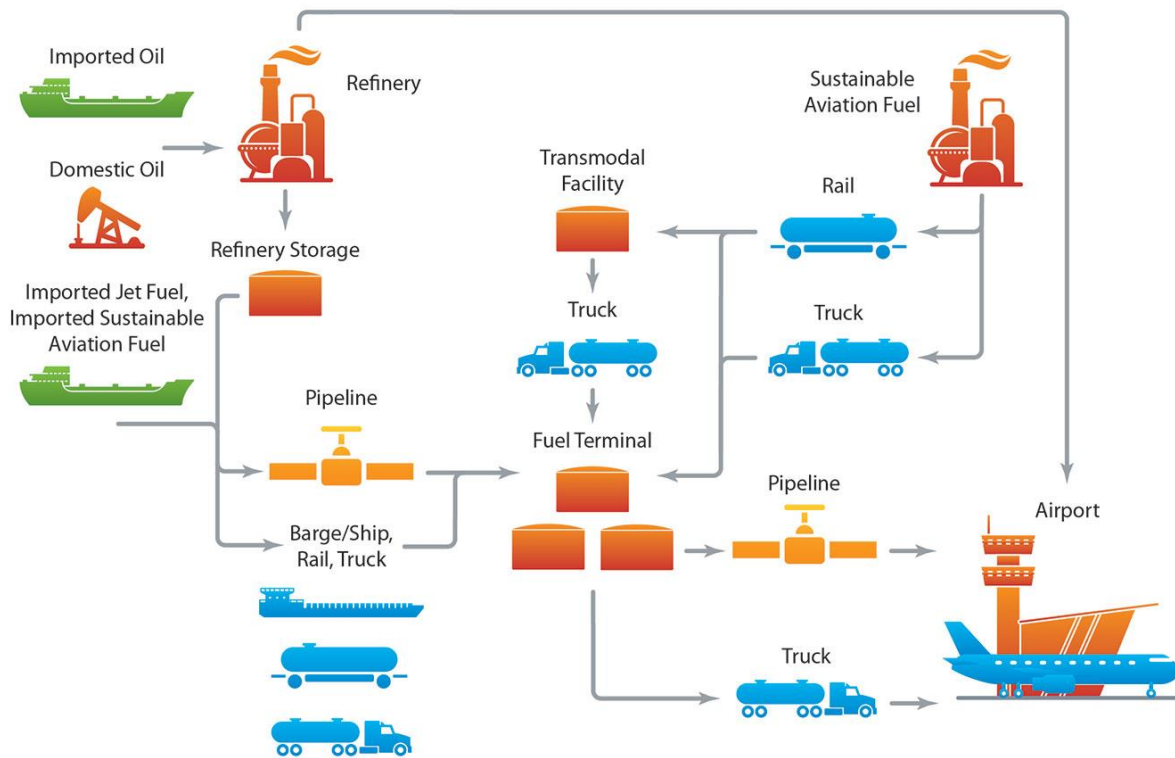 Imported Oil
Refinery
Sustainable
Aviation Fuel
Domestic Oil
Transmodal
Facility
Rail
Refinery Storage
Imported Jet Fuel,
Imported Sustainable
Aviation Fuel
Truck
Truck
Pipeline
Fuel Terminal
Pipeline
Airport
Barge/Ship,
Rail, Truck
Truck